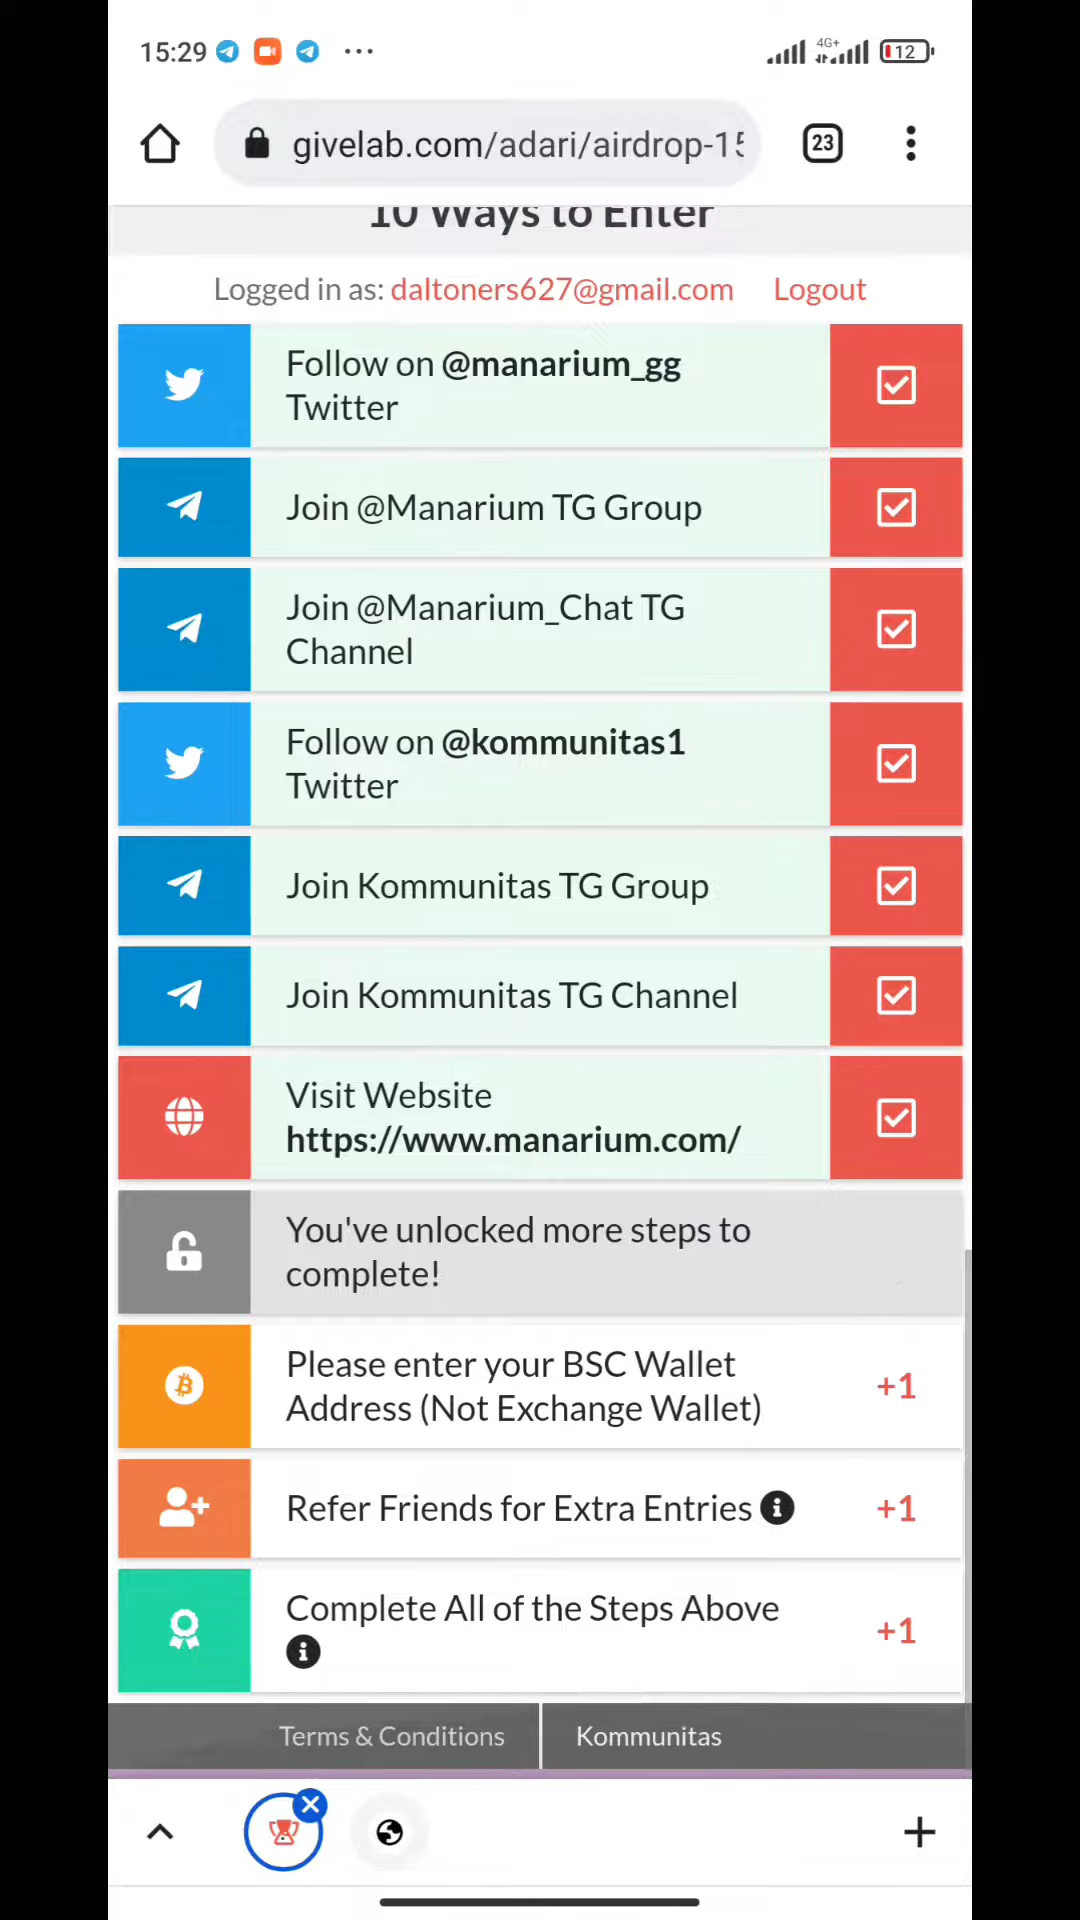 15:29
4G+
12
givelab.com/adari/airdrop-15
23
10 Ways to Enter
Logged in as: daltoners627@gmail.com Logout
Follow on @manarium_gg
Twitter
Join @Manarium TG Group
Join @Manarium_Chat TG
Channel
Follow on @kommunitas1
Twitter
Join Kommunitas TG Group
Join Kommunitas TG Channel
Visit Website
https://www.manarium.com/
You've unlocked more steps to
complete!
Please enter your BSC Wallet
Address (Not Exchange Wallet)
+1
Refer Friends for Extra Entries
+1
Complete All of the Steps Above
+1
Terms & Conditions
Kommunitas